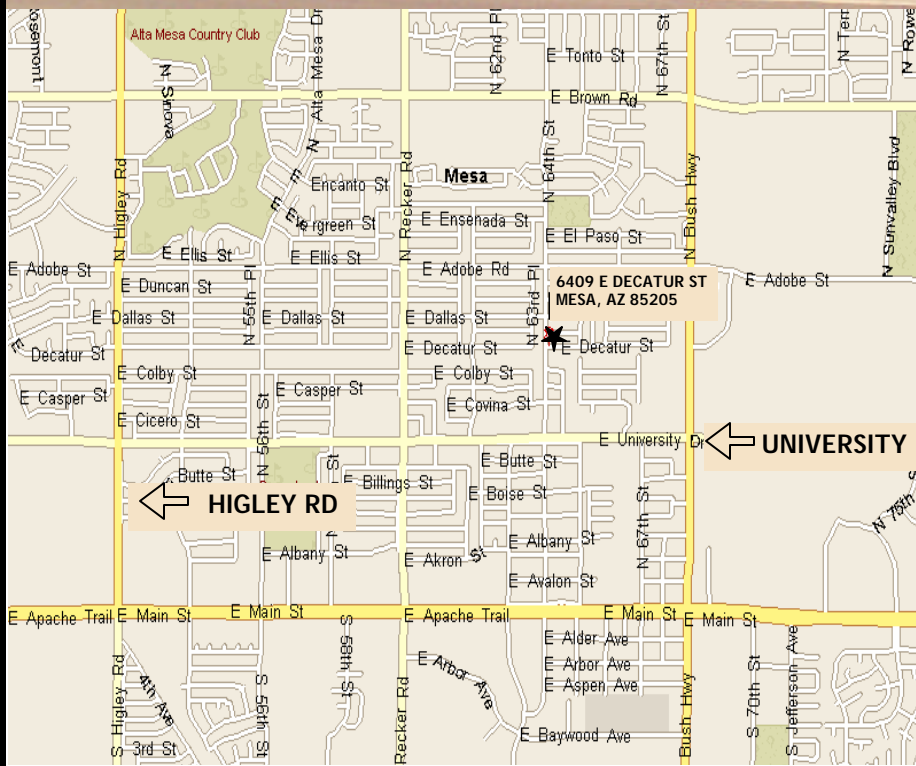 osemont
Alta Mesa Country Club
Alta Mesa Dr
N 62nd Pl
E Tonto St
N 67th St
N Terr
N Rowe
N Sinova
E Brown Rd
N Higley Rd
N Recker Rd
Mesa
N 64th St
N Bush Hwy
N Sunvalley Blvd
Encanto St
E Evergreen St
E Ensenada St
E El Paso St
E Ellis St
E Ellis St
E Adobe St
E Adobe Rd
E Adobe St
E Duncan St
N 55th Pl
N 63rd Pl
6409 E DECATUR ST
MESA, AZ 85205
E Dallas St
E Dallas St
E Dallas St
E Decatur St
E Decatur St
E Decatur St
E Colby St
E Colby St
E Casper St
E Casper St
E Covina St
E Cicero St
N 56th St
E University Dr
UNIVERSITY
Butte St
E Butte St
E Billings St
E Boise St
HIGLEY RD
N 67th St
N 75th S
E Albany St
E Akron St
E Albany St
E Avalon St
E Apache Trail
E Main St
E Main St
E Apache Trail
E Main St
E Main St
S 58th St
E Alder Ave
E Arbor Ave
E Arbor Ave
E Aspen Ave
S Higley Rd
4th Ave
S 56th St
Recker Rd
Bush Hwy
S 70th St
S Jefferson Ave
3rd St
E Baywood Ave